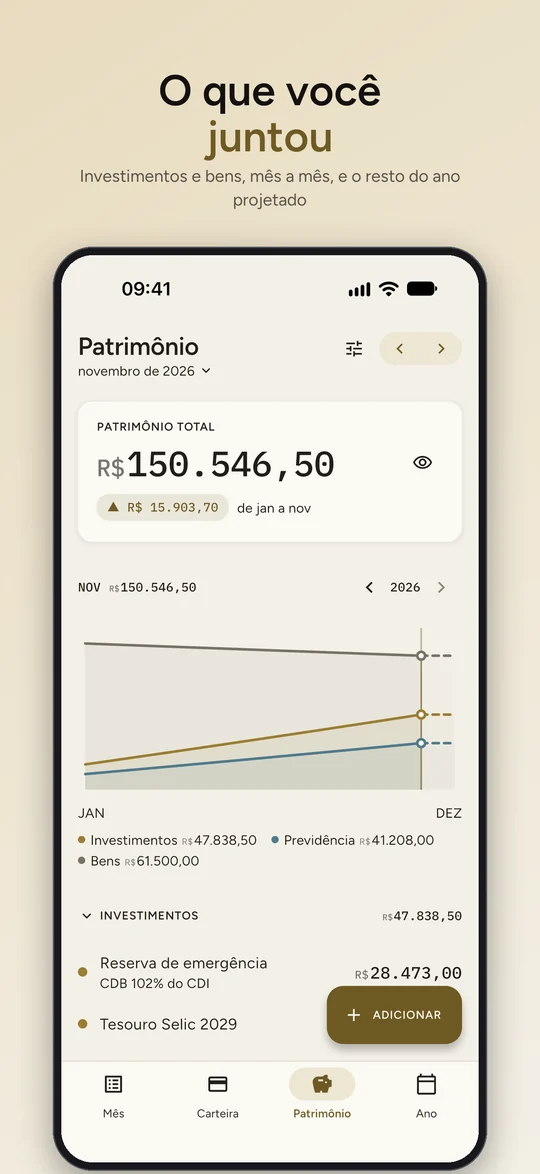 O que você
juntou
Investimentos e bens, mês a mês, e o resto do ano
projetado
09:41
Patrimônio
novembro de 2026
PATRIMÔNIO TOTAL
R$150.546,50
▲ R$ 15.903,70 de jan a nov
NOV R$150.546,50 2026
JAN DEZ
Investimentos R$47.838,50 Previdência R$41.208,00
Bens R$61.500,00
INVESTIMENTOS R$47.838,50
Reserva de emergência
CDB 102% do CDI R$28.473,00
Tesouro Selic 2029
+ ADICIONAR
Mês Carteira Patrimônio Ano